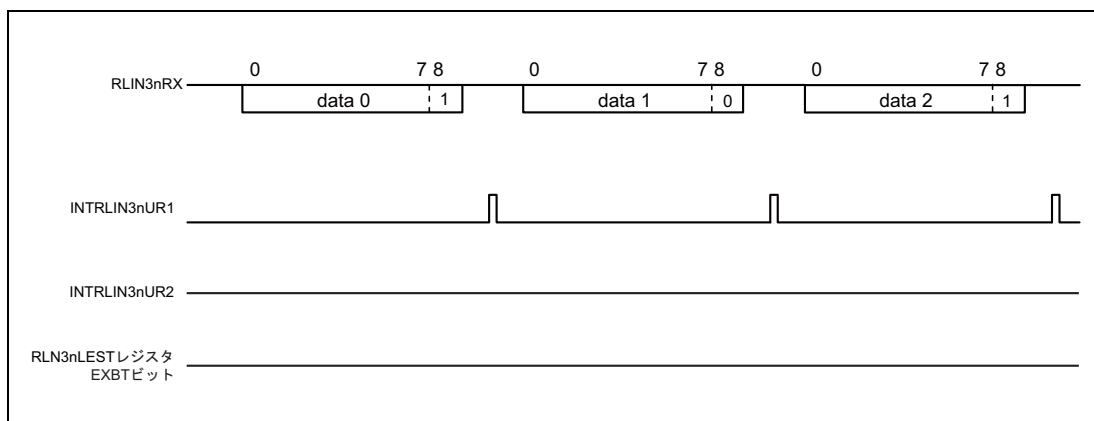 0 7 8 0 7 8 0 7 8
RLIN3nRX
data 0 1 data 1 0 data 2 1
INTRLIN3nUR1
INTRLIN3nUR2
RLN3nLESTレジスタ
EXBTビット